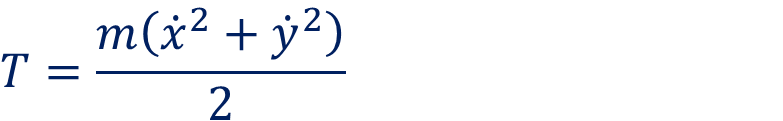 T = m(ẋ² + ẏ²) / 2